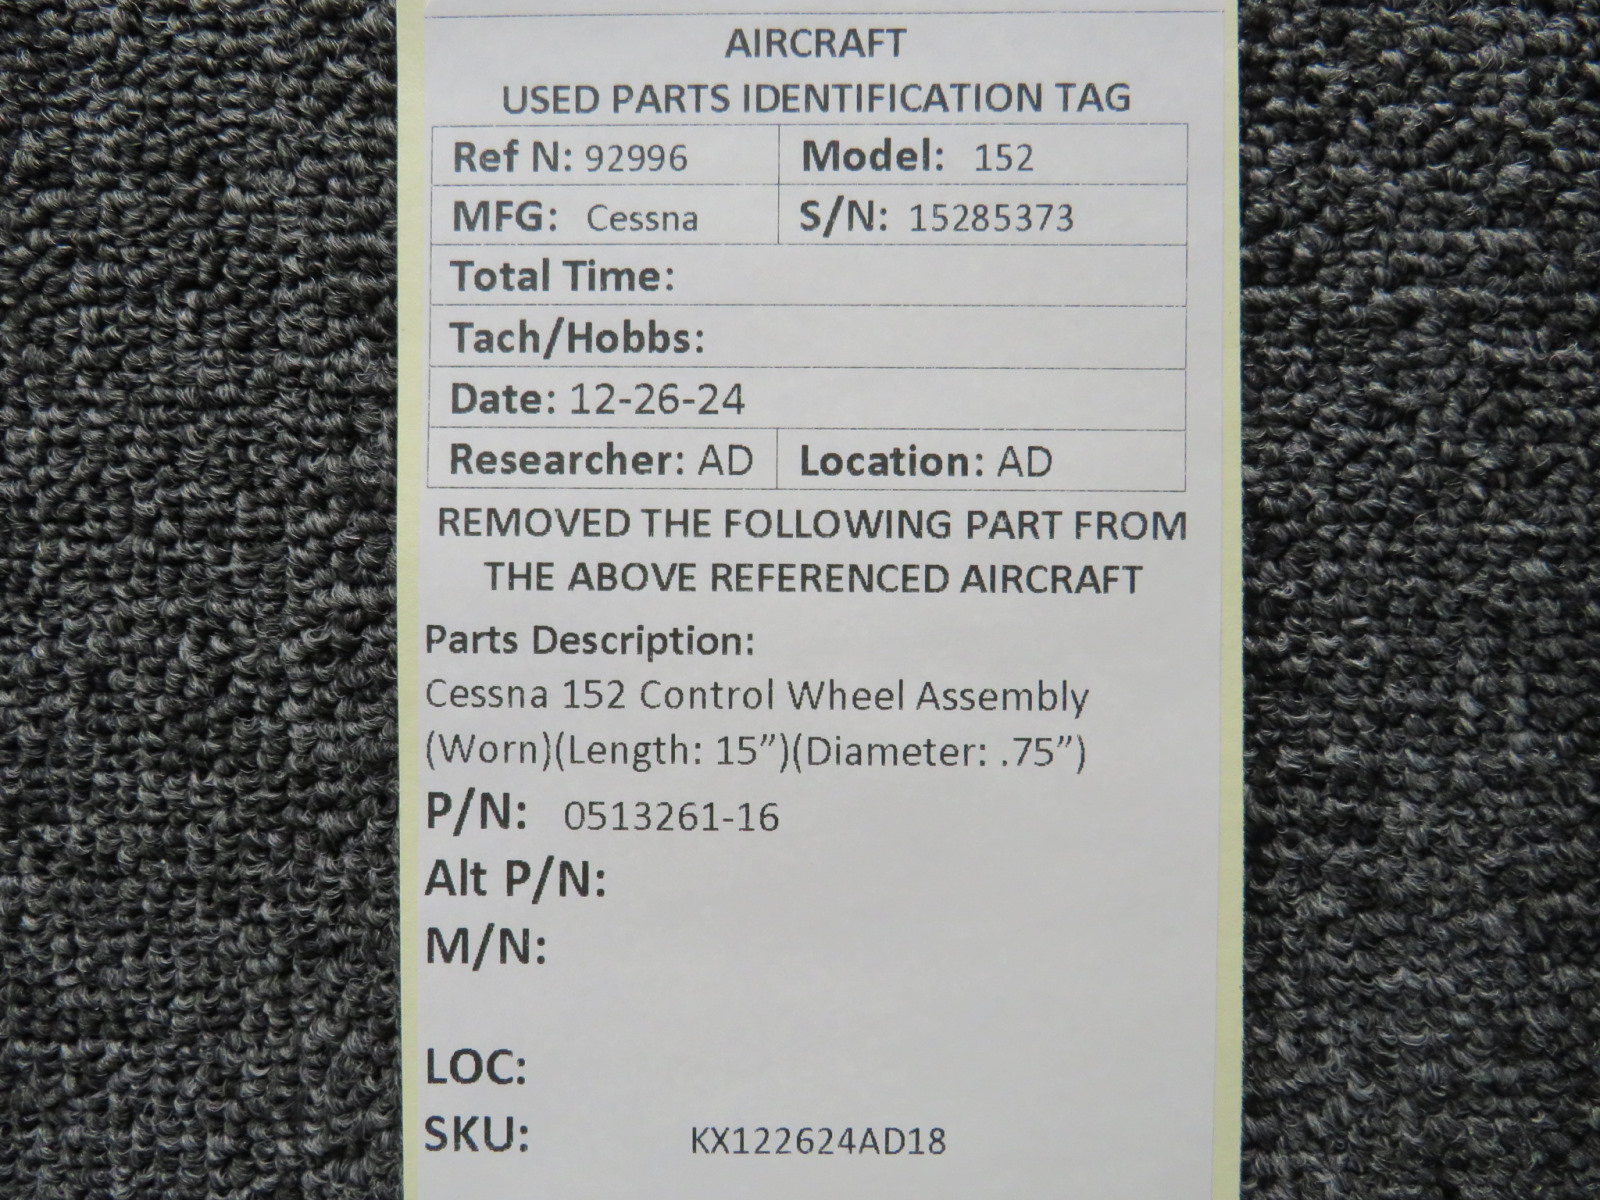 AIRCRAFT
USED PARTS IDENTIFICATION TAG
Ref N: 92996 Model: 152
MFG: Cessna S/N: 15285373
Total Time:
Tach/Hobbs:
Date: 12-26-24
Researcher: AD Location: AD
REMOVED THE FOLLOWING PART FROM
THE ABOVE REFERENCED AIRCRAFT
Parts Description:
Cessna 152 Control Wheel Assembly
(Worn)(Length: 15”)(Diameter: .75”)
P/N: 0513261-16
Alt P/N:
M/N:
LOC:
SKU: KX122624AD18